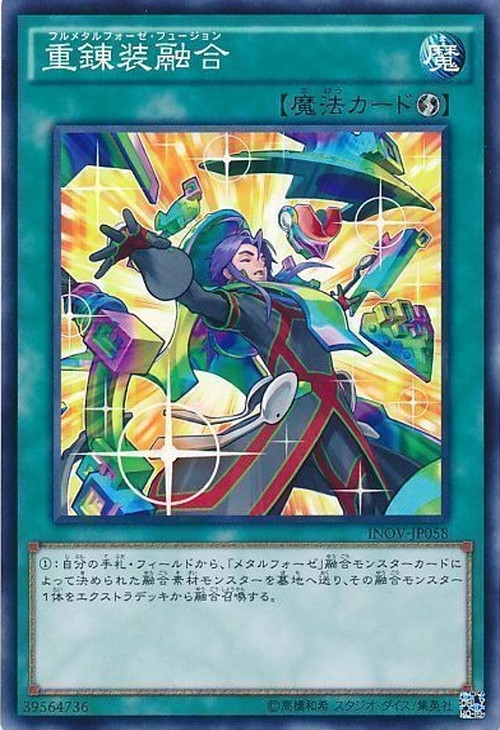 フルメタルフォーゼ・フュージョン
重錬装融合
魔
【魔法カード】
INOV-JP058
①：自分の手札・フィールドから、「メタルフォーゼ」融合モンスターカードに
よって決められた融合素材モンスターを墓地へ送り、その融合モンスター
1体をエクストラデッキから融合召喚する。
39564736
©高橋和希 スタジオ・ダイス/集英社